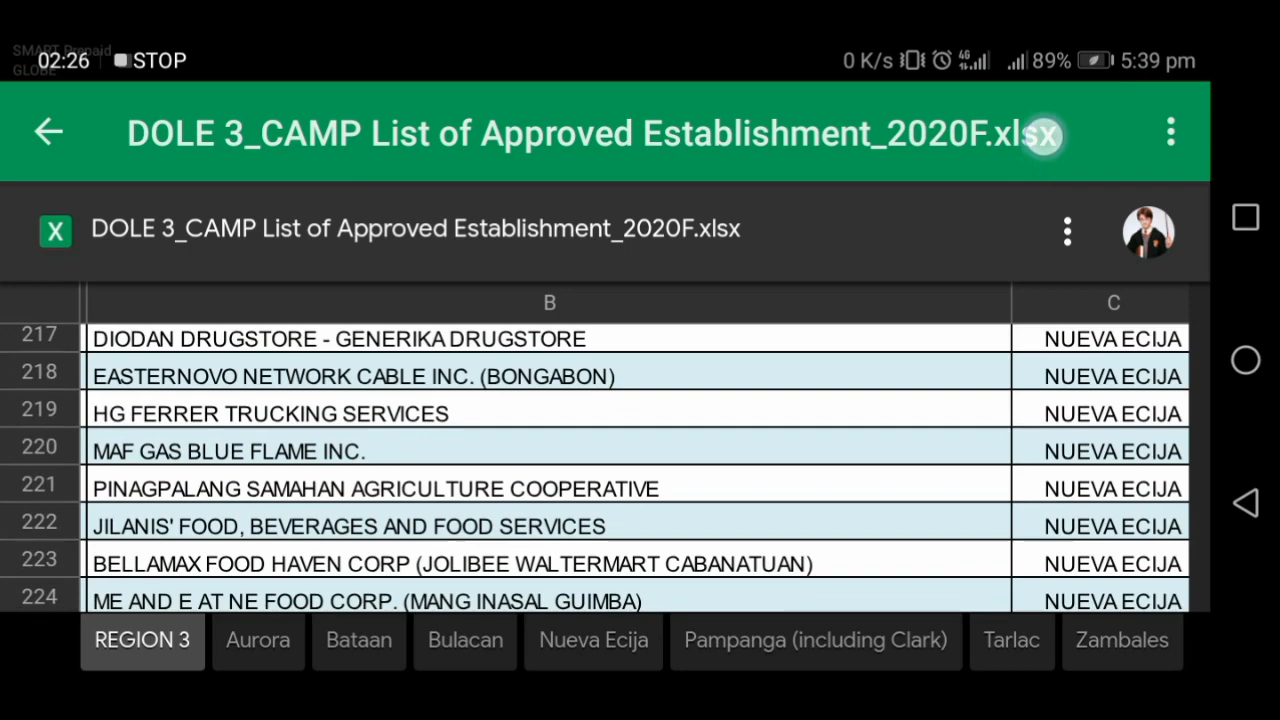 SMART Prepaid
GLOBE
02:26 STOP 0 K/s 4G 89% 5:39 pm
DOLE 3_CAMP List of Approved Establishment_2020F.xlsx
X DOLE 3_CAMP List of Approved Establishment_2020F.xlsx
B C
217 DIODAN DRUGSTORE - GENERIKA DRUGSTORE NUEVA ECIJA
218 EASTERNOVO NETWORK CABLE INC. (BONGABON) NUEVA ECIJA
219 HG FERRER TRUCKING SERVICES NUEVA ECIJA
220 MAF GAS BLUE FLAME INC. NUEVA ECIJA
221 PINAGPALANG SAMAHAN AGRICULTURE COOPERATIVE NUEVA ECIJA
222 JILANIS' FOOD, BEVERAGES AND FOOD SERVICES NUEVA ECIJA
223 BELLAMAX FOOD HAVEN CORP (JOLIBEE WALTERMART CABANATUAN) NUEVA ECIJA
224 ME AND E AT NE FOOD CORP. (MANG INASAL GUIMBA) NUEVA ECIJA
REGION 3 Aurora Bataan Bulacan Nueva Ecija Pampanga (including Clark) Tarlac Zambales